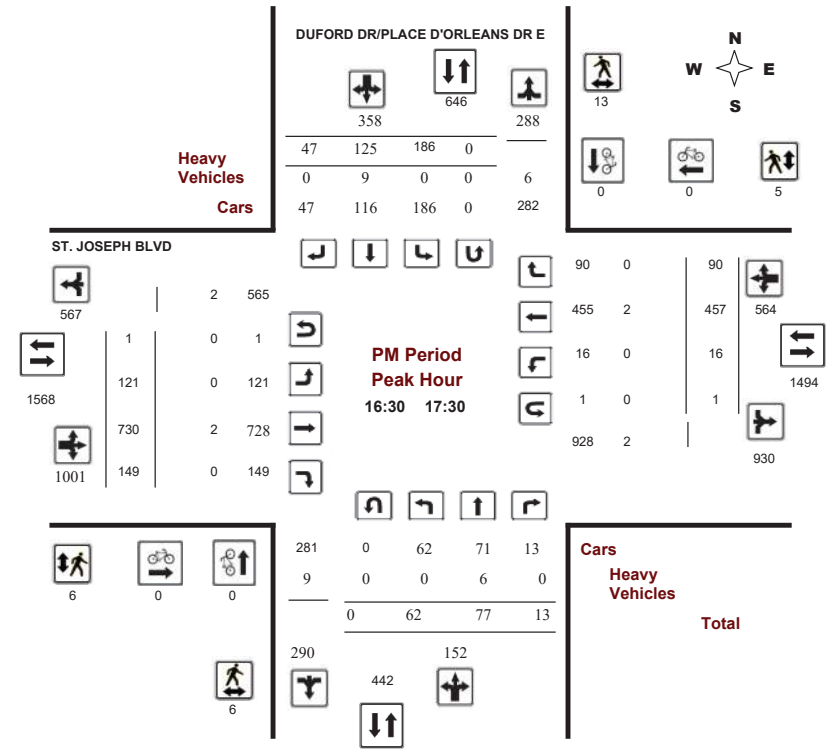 DUFORD DR/PLACE D'ORLEANS DR E
N
W E
S
646
13
358 288
47 125 186 0
Heavy
Vehicles 0 9 0 0 6
Cars 47 116 186 0 282
0 0 5
ST. JOSEPH BLVD
567 2 565
90 0 90
455 2 457 564
1 0 1
1568
PM Period
Peak Hour
16:30 17:30
16 0 16
1494
121 0 121
1 0 1
730 2 728
928 2
930
1001 149 0 149
281 0 62 71 13 Cars
9 0 0 6 0 Heavy
Vehicles
6 0 0
0 62 77 13 Total
290 152
442
6